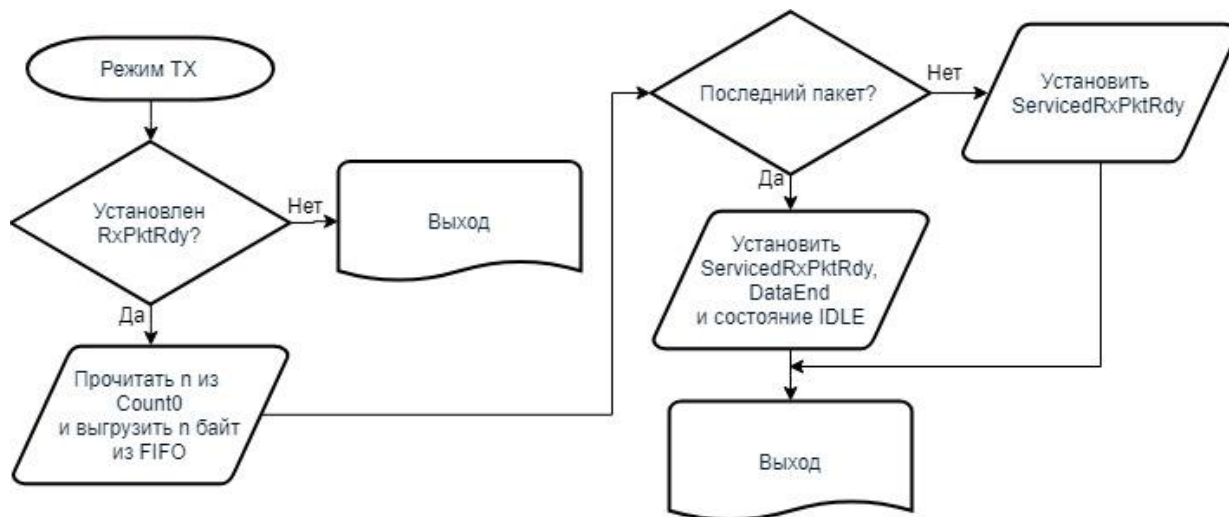 Режим TX
Установлен
RxPktRdy?
Нет
Выход
Да
Прочитать n из
Count0
и выгрузить n байт
из FIFO
Последний пакет?
Нет
Установить
ServicedRxPktRdy
Да
Установить
ServicedRxPktRdy,
DataEnd
и состояние IDLE
Выход